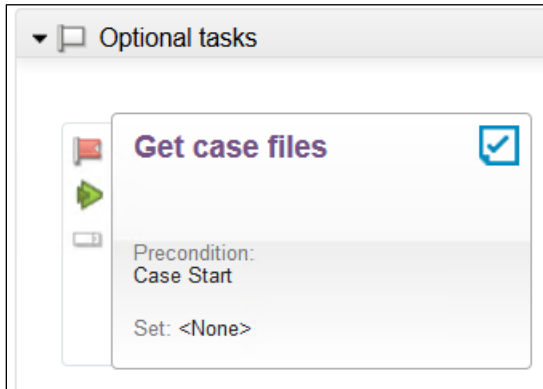 Optional tasks
Get case files
Precondition:
Case Start
Set: <None>